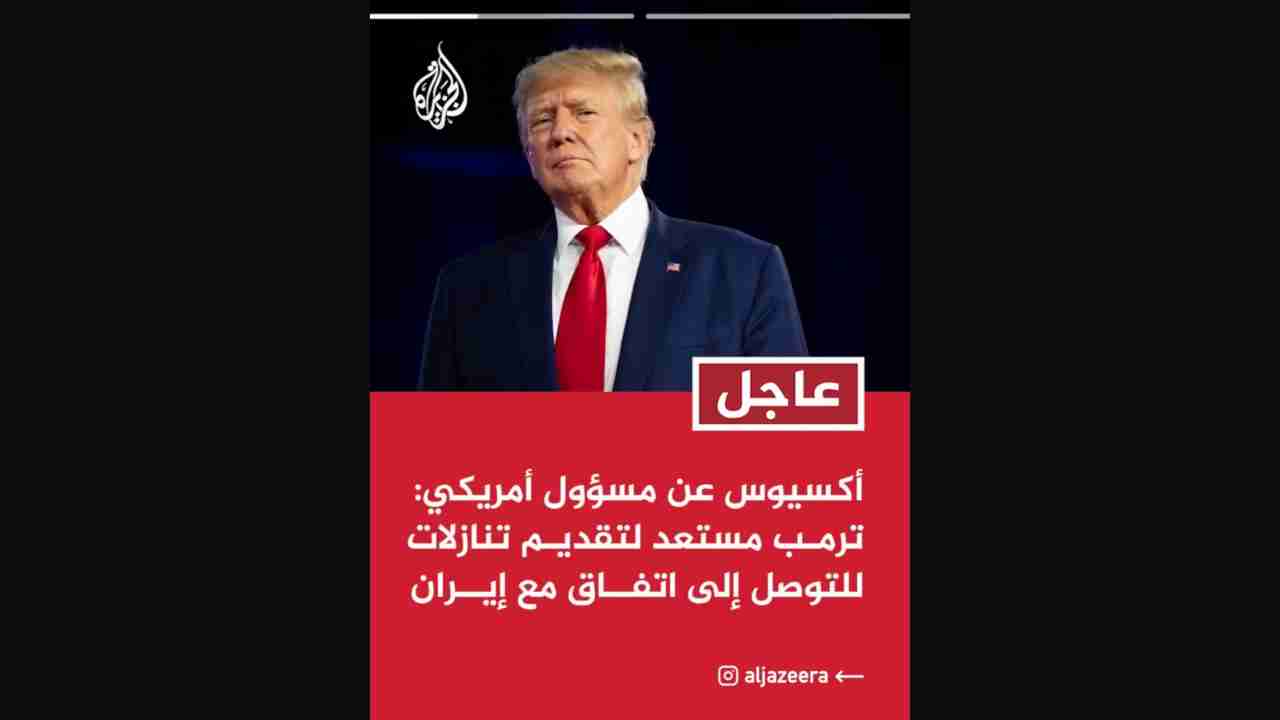 الجزيرة
عاجل
أكسيوس عن مسؤول أمريكي:
ترمب مستعد لتقديم تنازلات
للتوصل إلى اتفاق مع إيران
aljazeera